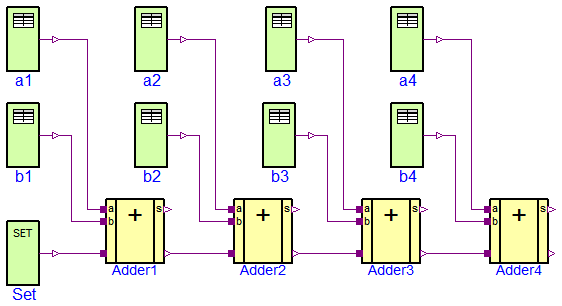 a1 a2 a3 a4
b1 b2 b3 b4
a + s a + s a + s a + s
b b b b
SET
Adder1 Adder2 Adder3 Adder4
Set